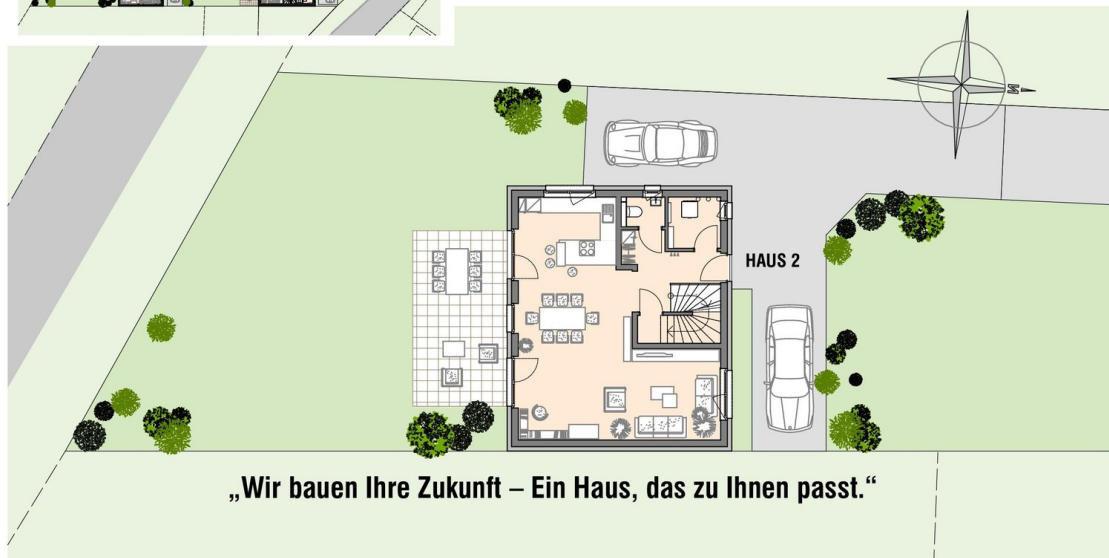 N
HAUS 2
„Wir bauen Ihre Zukunft – Ein Haus, das zu Ihnen passt.“